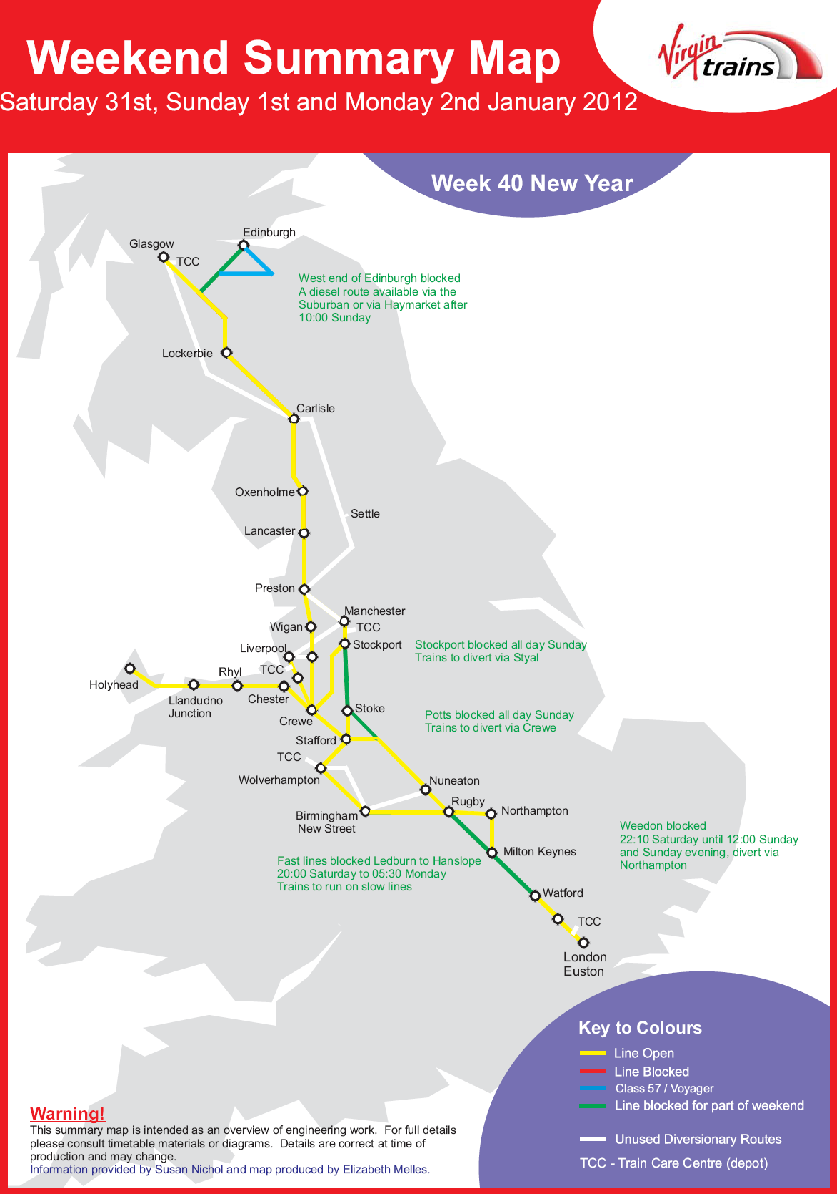 Weekend Summary Map
Saturday 31st, Sunday 1st and Monday 2nd January 2012
Virgin
trains
Week 40 New Year
Edinburgh
Glasgow
TCC
West end of Edinburgh blocked
A diesel route available via the
Suburban or via Haymarket after
10:00 Sunday
Lockerbie
Carlisle
Oxenholme
Settle
Lancaster
Preston
Manchester
Wigan
TCC
Liverpool
Stockport
Stockport blocked all day Sunday
Trains to divert via Styal
Rhyl
TCC
Holyhead
Llandudno
Junction
Chester
Crewe
Stoke
Potts blocked all day Sunday
Trains to divert via Crewe
Stafford
TCC
Wolverhampton
Nuneaton
Rugby
Birmingham
New Street
Northampton
Weedon blocked
22:10 Saturday until 12:00 Sunday
and Sunday evening, divert via
Northampton
Milton Keynes
Fast lines blocked Ledburn to Hanslope
20:00 Saturday to 05:30 Monday
Trains to run on slow lines
Watford
TCC
London
Euston
Key to Colours
Line Open
Line Blocked
Class 57 / Voyager
Line blocked for part of weekend
Unused Diversionary Routes
TCC - Train Care Centre (depot)
Warning!
This summary map is intended as an overview of engineering work. For full details
please consult timetable materials or diagrams. Details are correct at time of
production and may change.
Information provided by Susan Nichol and map produced by Elizabeth Melles.